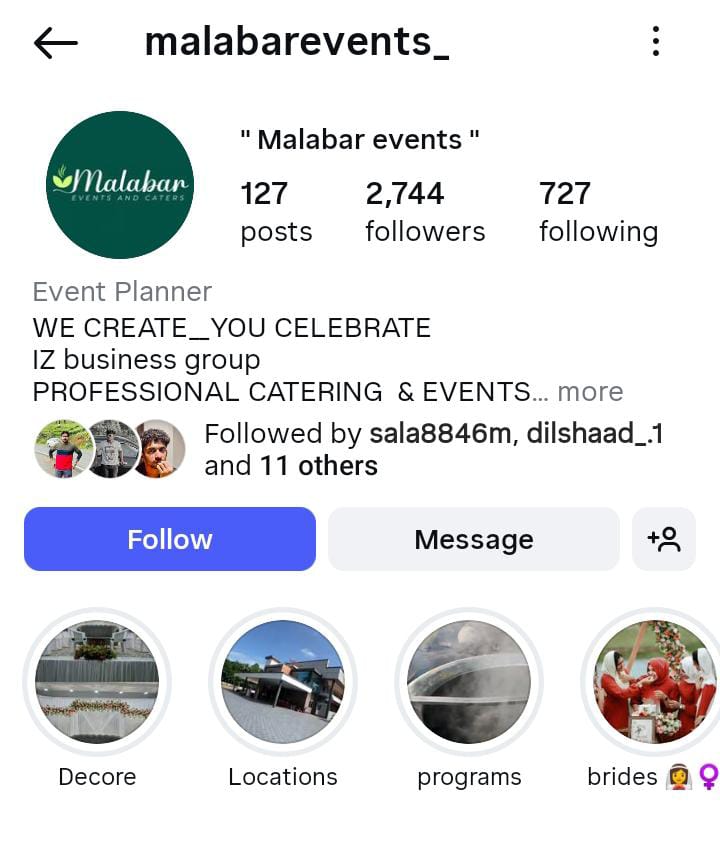 malabarevents_
Malabar
EVENTS AND CATERS
" Malabar events "
127 2,744 727
posts followers following
Event Planner
WE CREATE__YOU CELEBRATE
IZ business group
PROFESSIONAL CATERING & EVENTS... more
Followed by sala8846m, dilshaad_.1
and 11 others
Follow Message
Decore Locations programs brides 👰‍♀